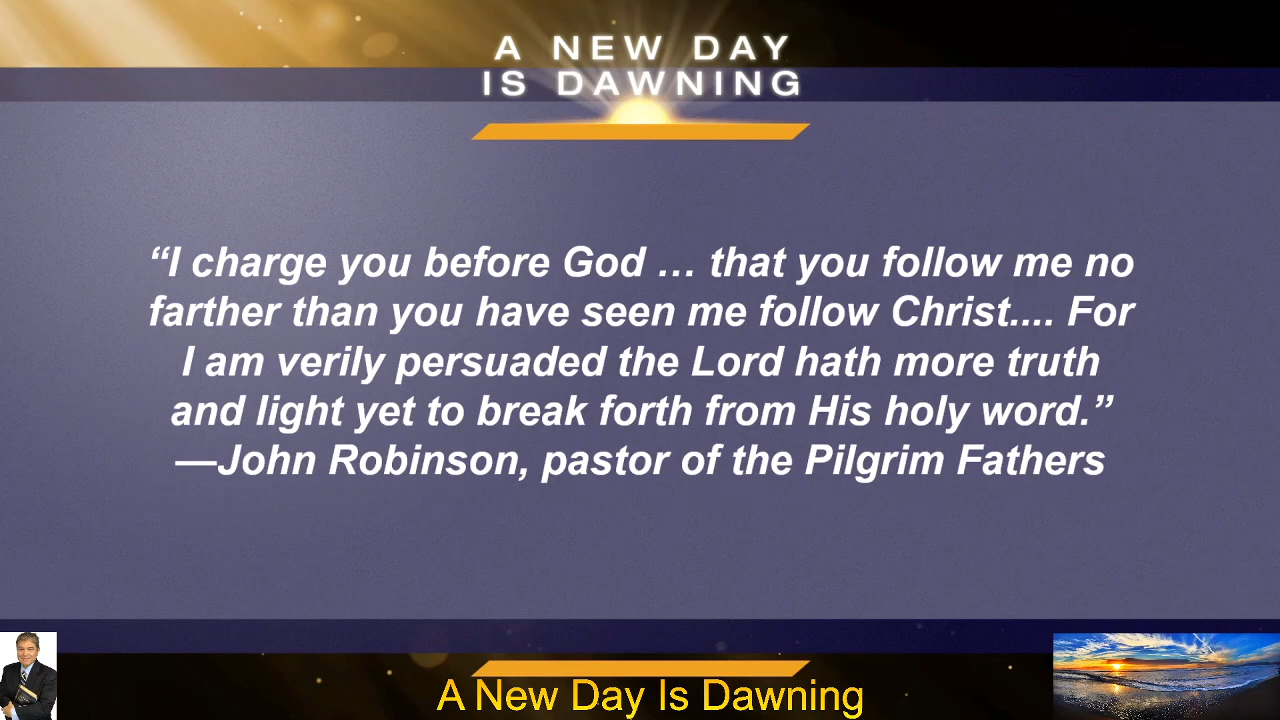 A NEW DAY
IS DAWNING
“I charge you before God … that you follow me no
farther than you have seen me follow Christ.... For
I am verily persuaded the Lord hath more truth
and light yet to break forth from His holy word.”
—John Robinson, pastor of the Pilgrim Fathers
A New Day Is Dawning